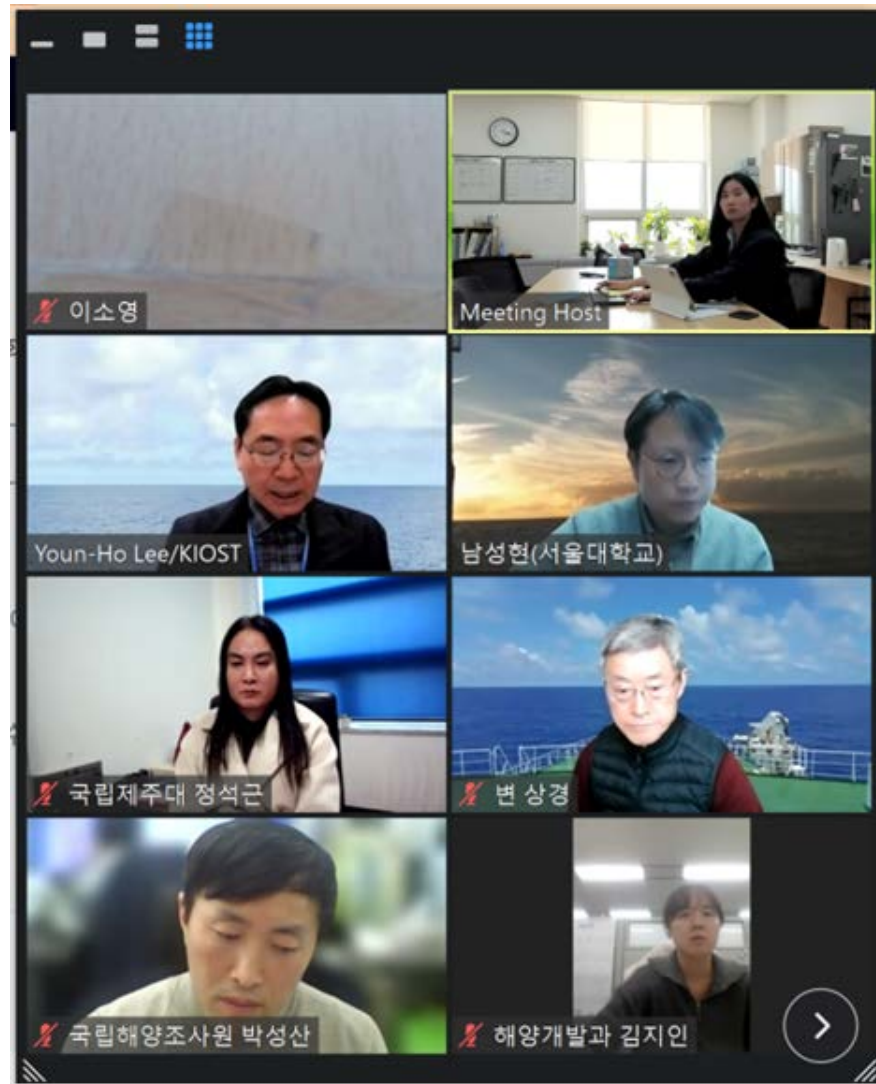 이소영
Meeting Host
Youn-Ho Lee/KIOST
남성현(서울대학교)
국립제주대 정석근
변 상경
국립해양조사원 박성산
해양개발과 김지인